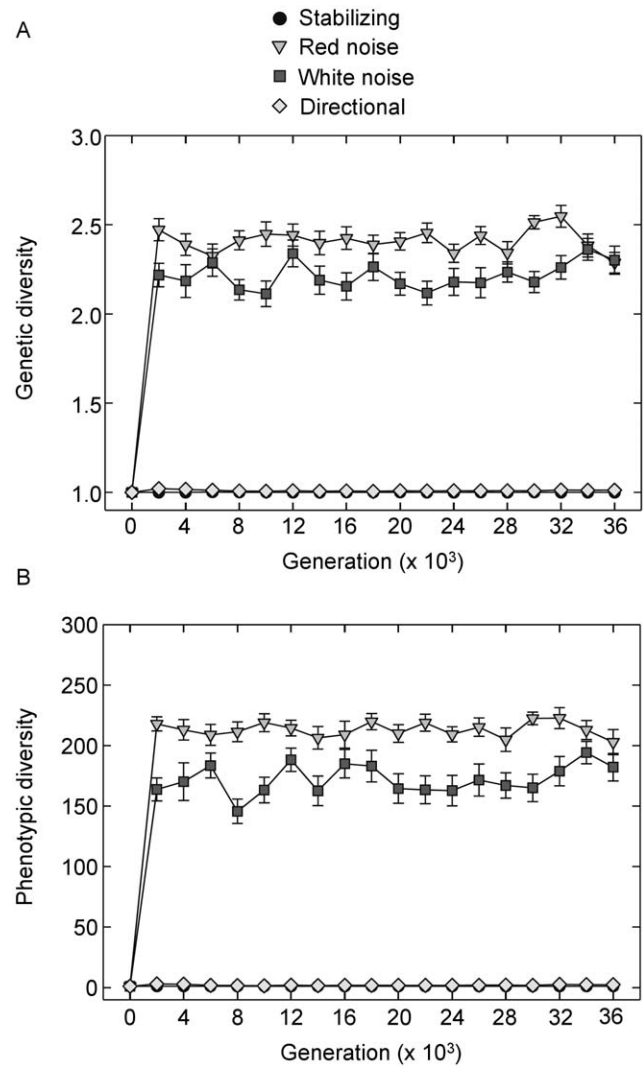 A
Stabilizing
Red noise
White noise
Directional
3.0
2.5
2.0
1.5
1.0
Genetic diversity
0 4 8 12 16 20 24 28 32 36
Generation (x 10³)
B
300
250
200
150
100
50
0
Phenotypic diversity
0 4 8 12 16 20 24 28 32 36
Generation (x 10³)